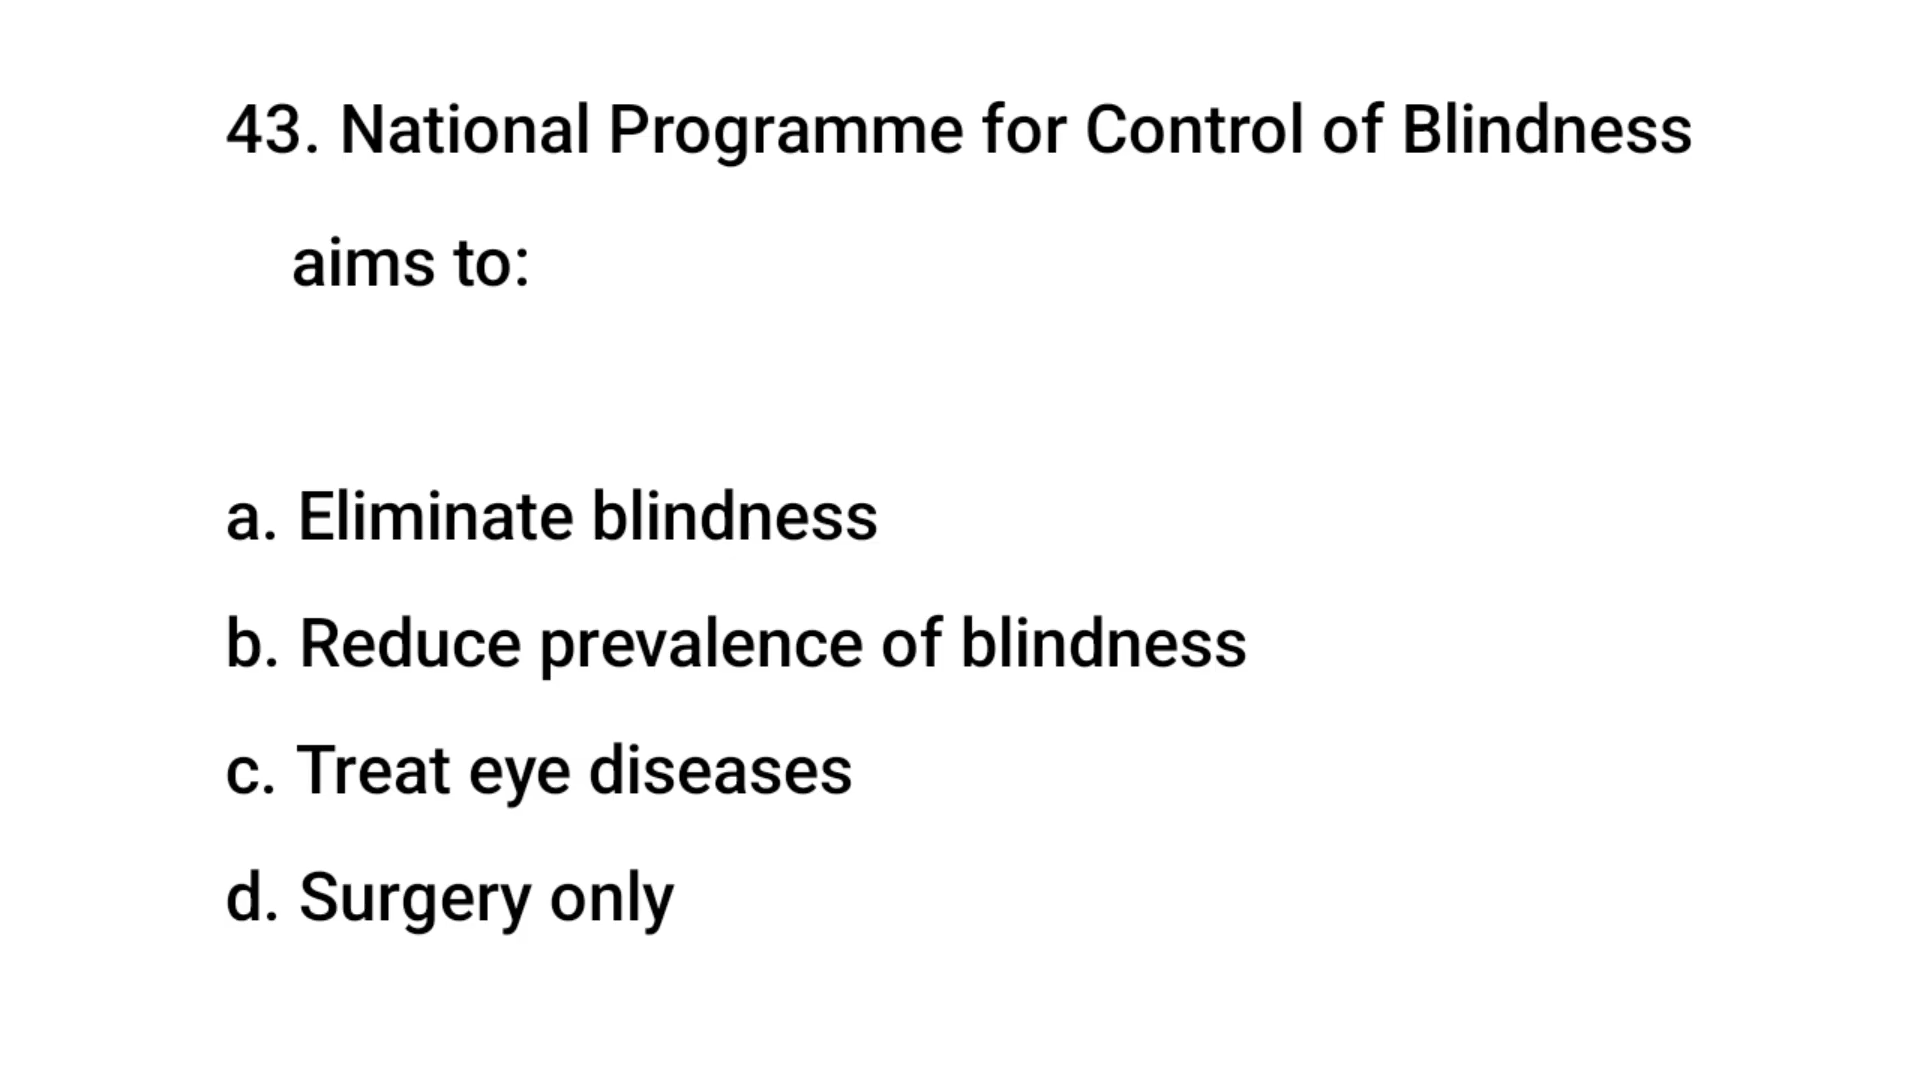 43. National Programme for Control of Blindness
aims to:
a. Eliminate blindness
b. Reduce prevalence of blindness
c. Treat eye diseases
d. Surgery only